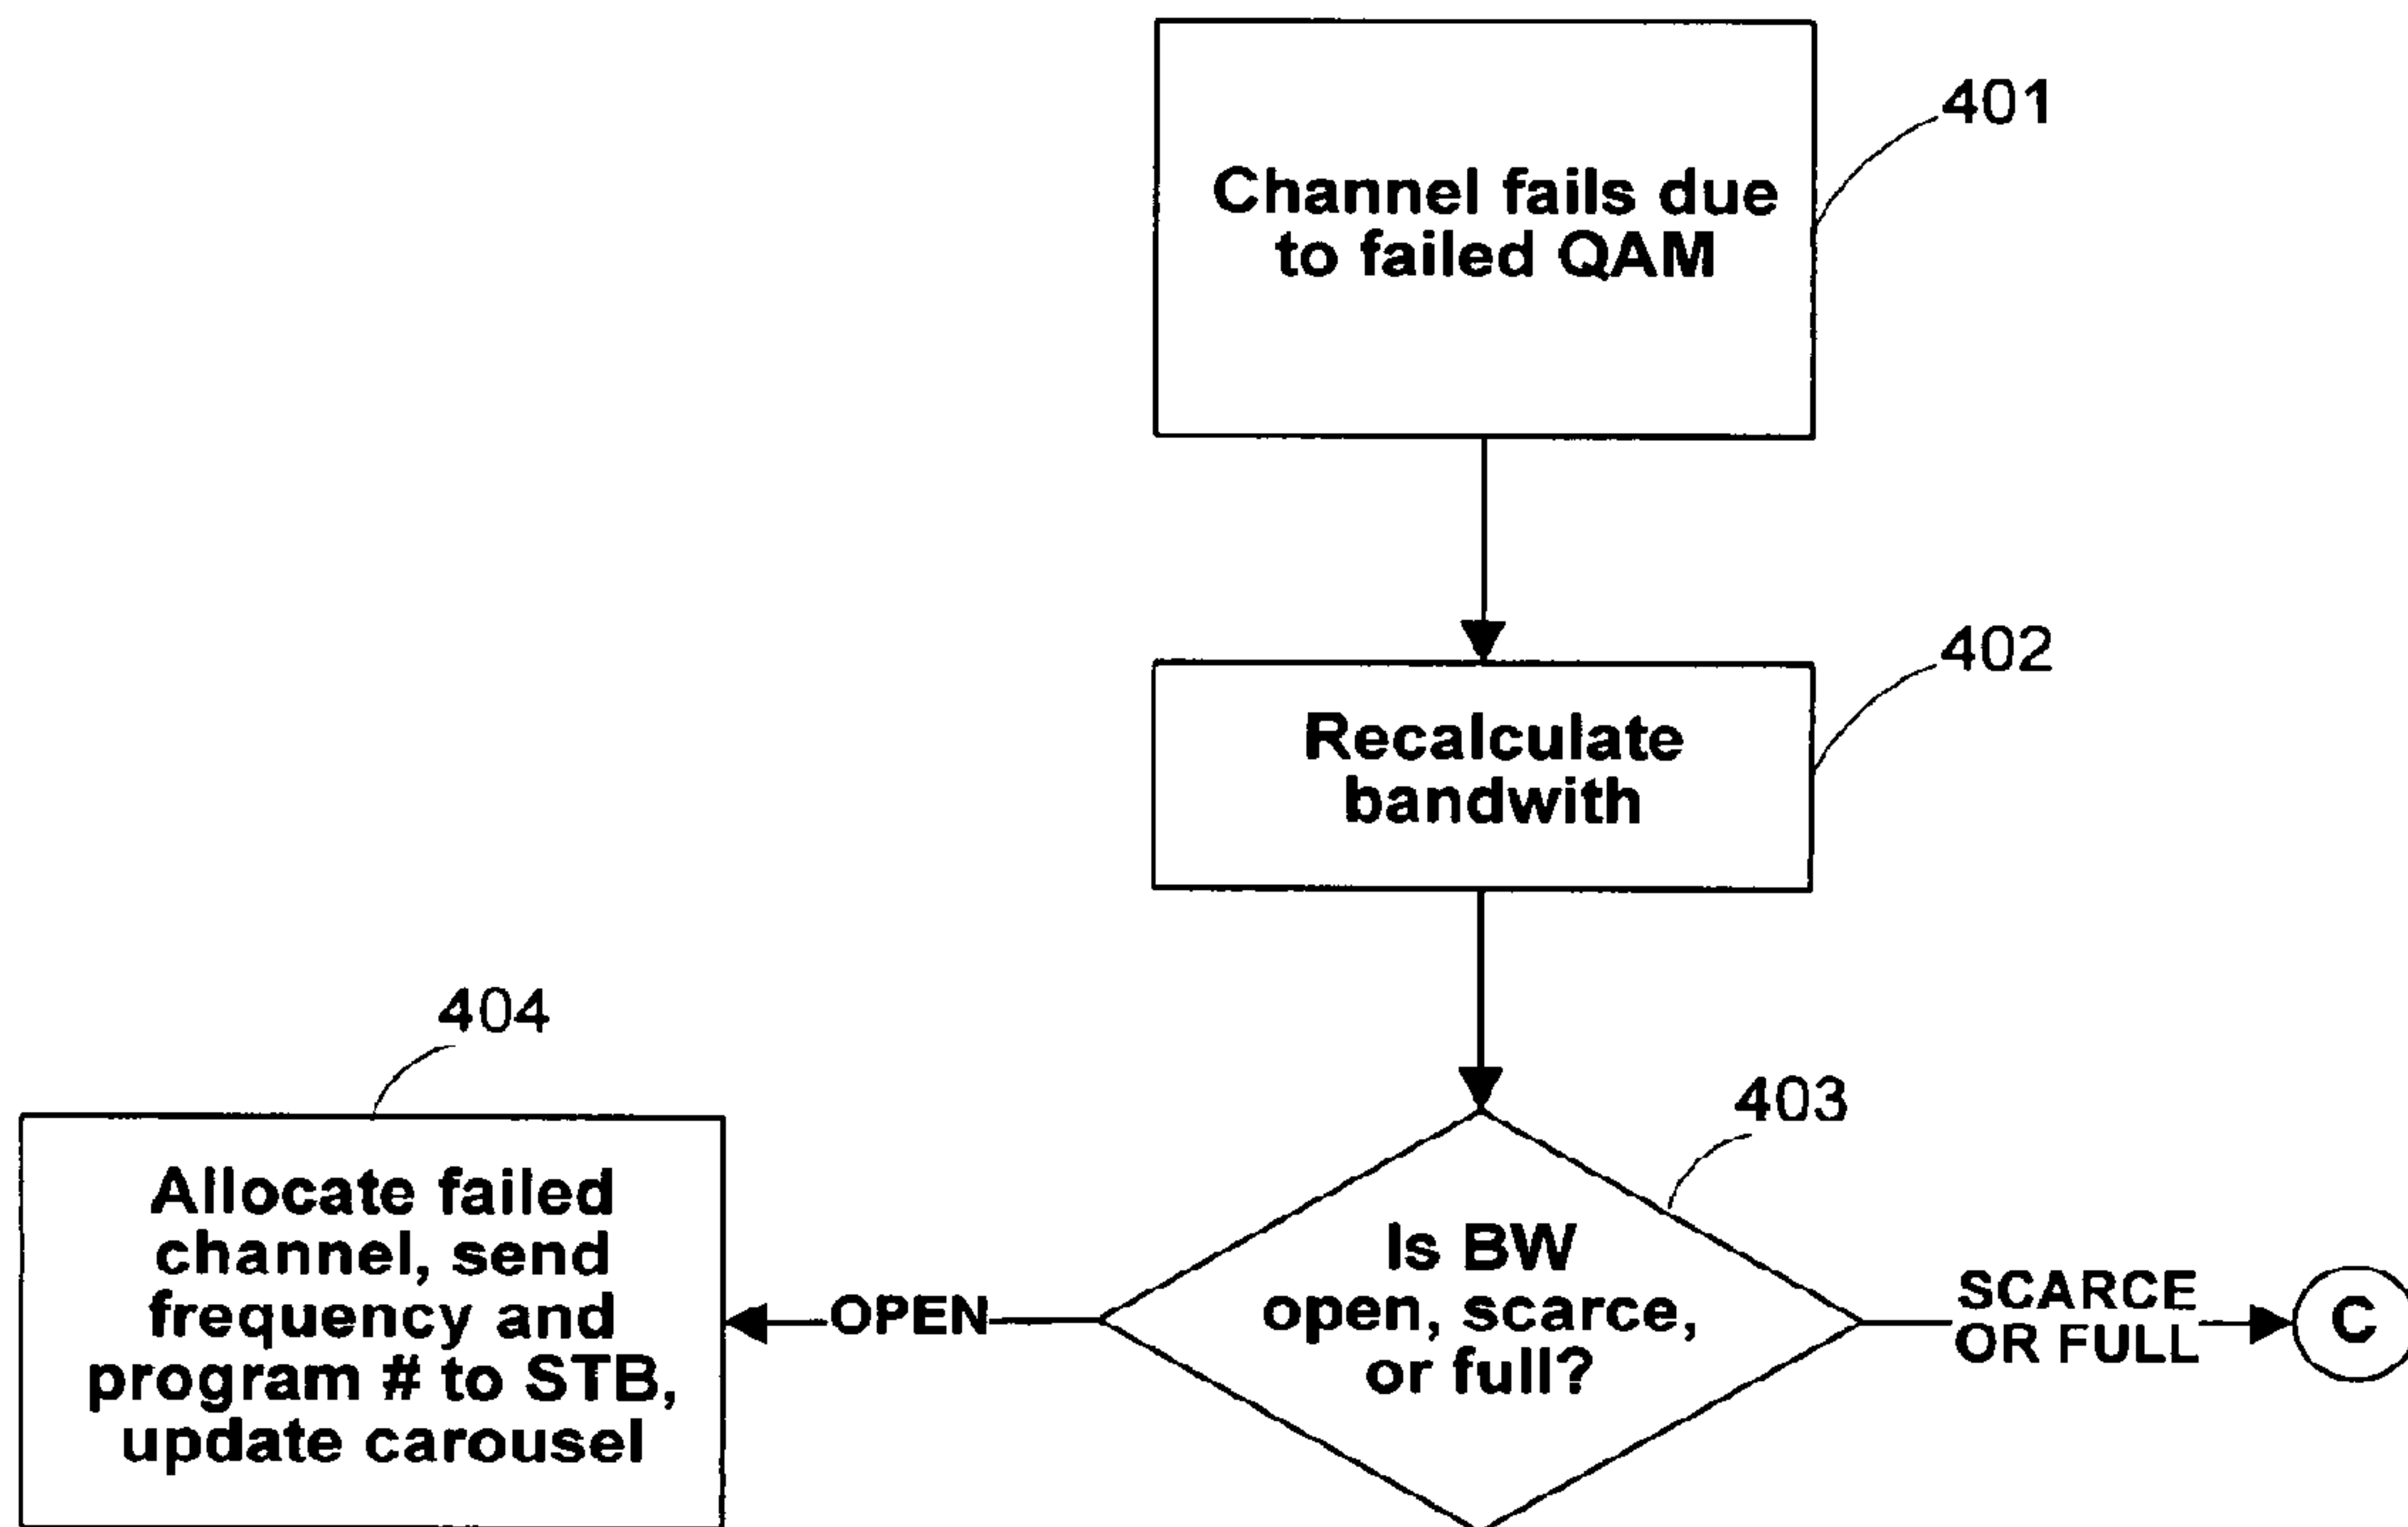 Channel fails due
to failed QAM
401
Recalculate
bandwith
402
404
403
Allocate failed
channel, send
frequency and
program # to STB,
update carousel
OPEN
Is BW
open, scarce,
or full?
SCARCE
OR FULL
C